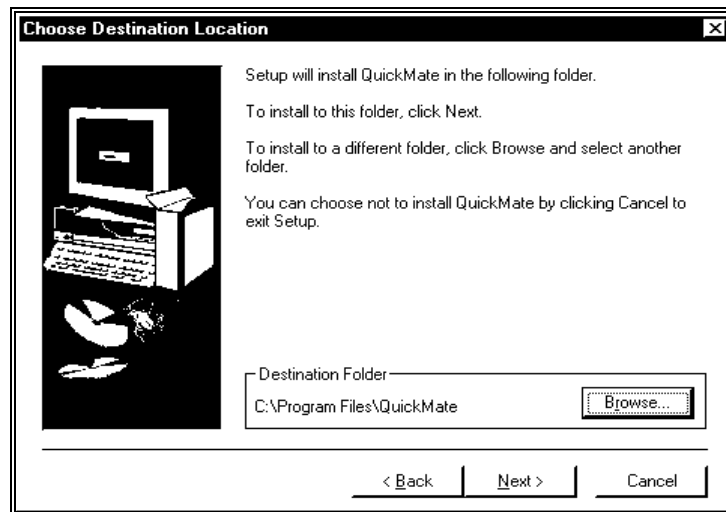 Choose Destination Location
Setup will install QuickMate in the following folder.
To install to this folder, click Next.
To install to a different folder, click Browse and select another
folder.
You can choose not to install QuickMate by clicking Cancel to
exit Setup.
Destination Folder
C:\Program Files\QuickMate
Browse...
< Back
Next >
Cancel